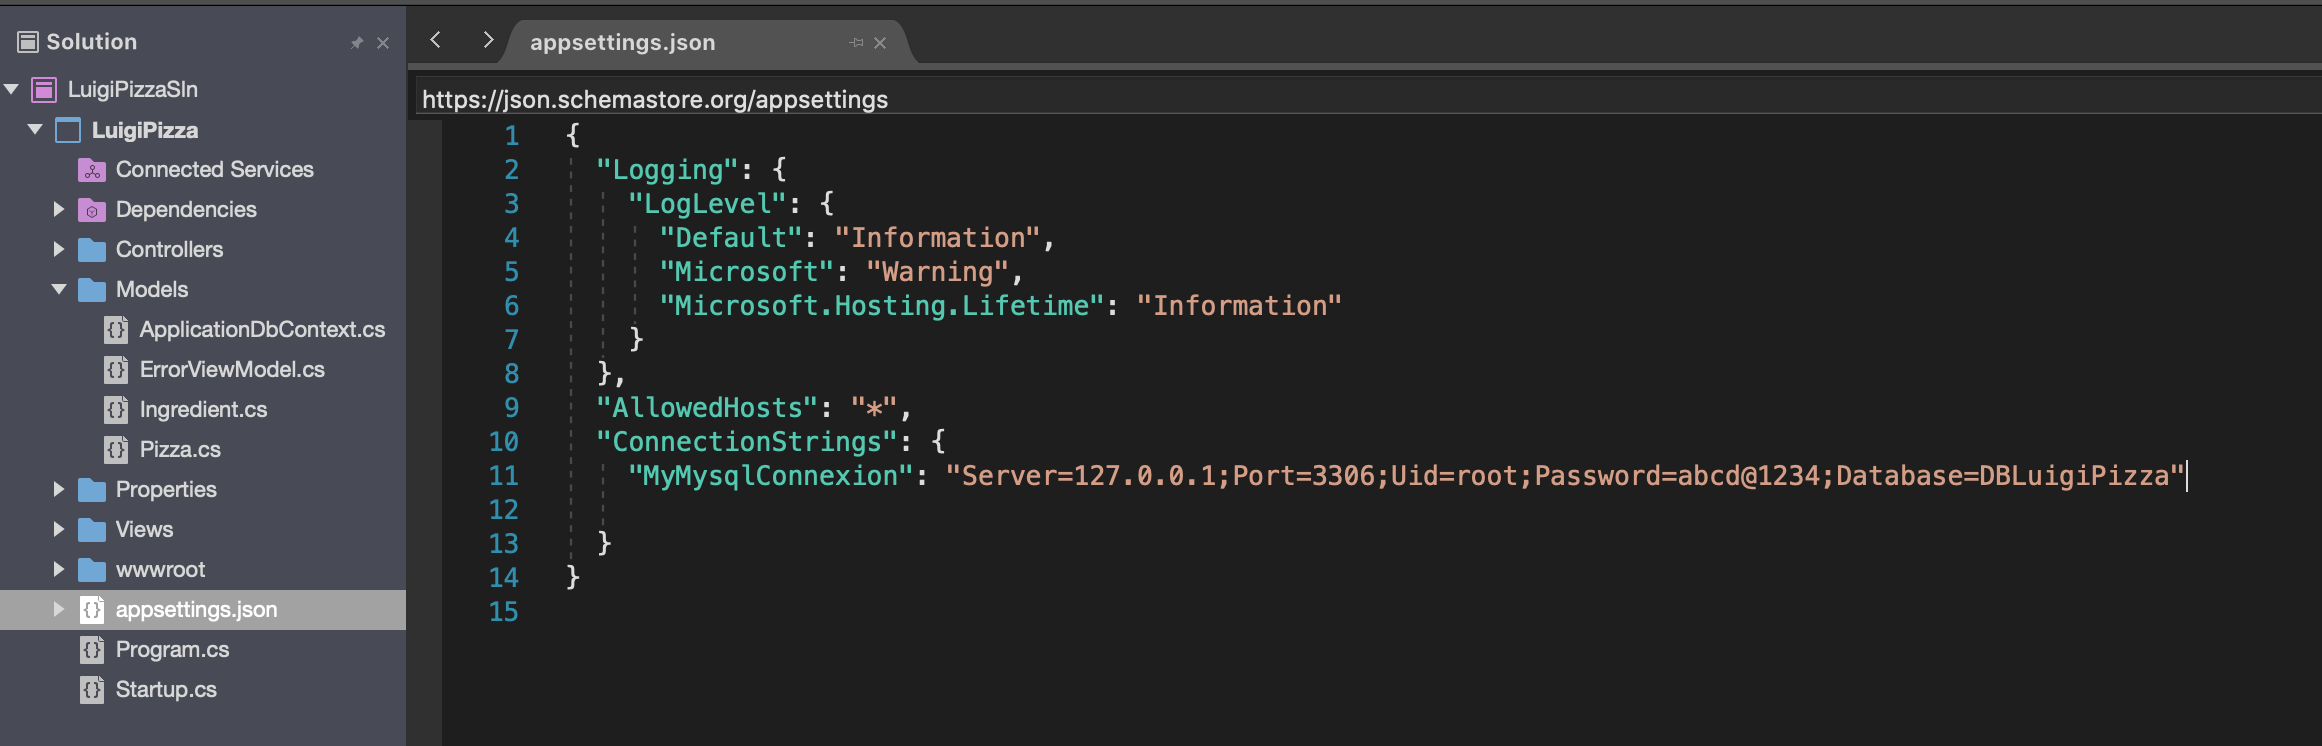 Solution
LuigiPizzaSln
LuigiPizza
Connected Services
Dependencies
Controllers
Models
ApplicationDbContext.cs
ErrorViewModel.cs
Ingredient.cs
Pizza.cs
Properties
Views
wwwroot
appsettings.json
Program.cs
Startup.cs
appsettings.json
https://json.schemastore.org/appsettings
1 {
2 "Logging": {
3 "LogLevel": {
4 "Default": "Information",
5 "Microsoft": "Warning",
6 "Microsoft.Hosting.Lifetime": "Information"
7 }
8 },
9 "AllowedHosts": "*",
10 "ConnectionStrings": {
11 "MyMysqlConnexion": "Server=127.0.0.1;Port=3306;Uid=root;Password=abcd@1234;Database=DBLuigiPizza"
12
13 }
14 }
15